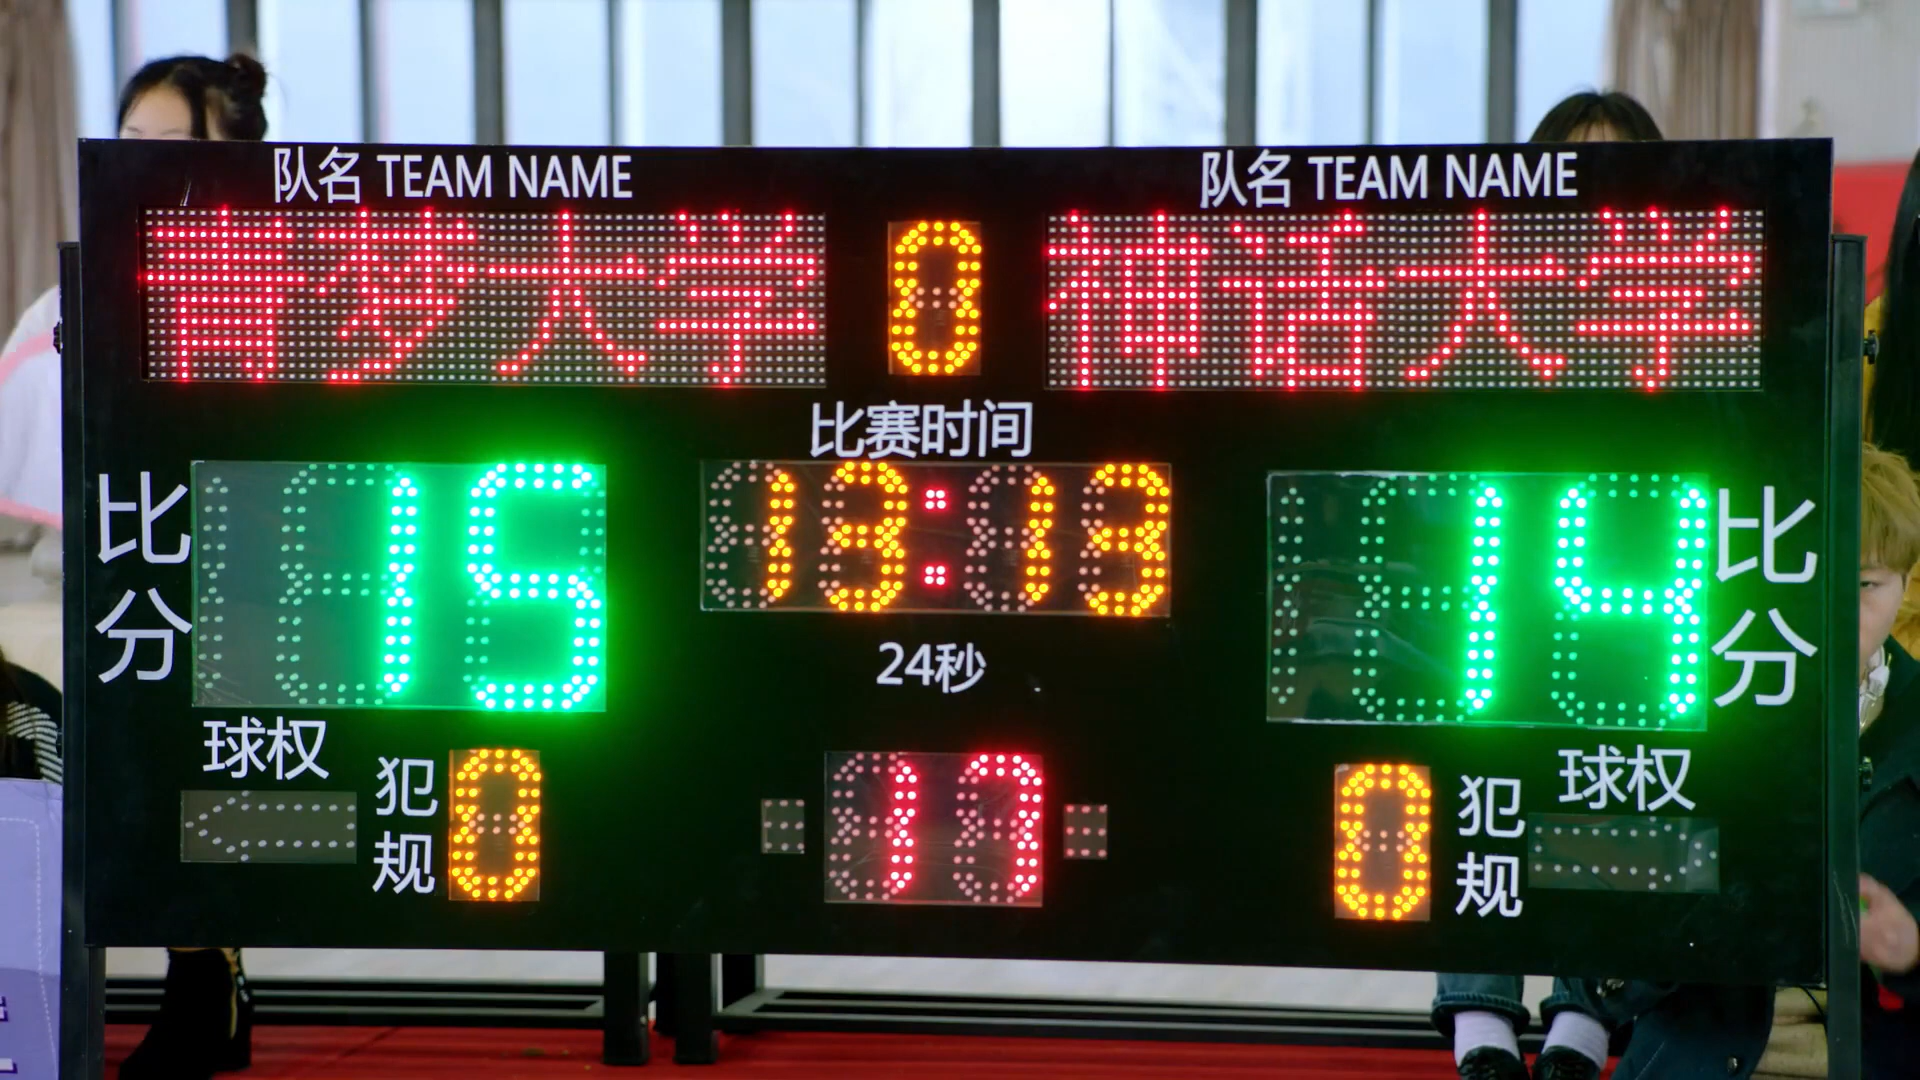 队名 TEAM NAME
队名 TEAM NAME
青梦大学
0
神话大学
比赛时间
比分
15
13:13
14
比分
24秒
球权
犯规
0
17
0
犯规
球权